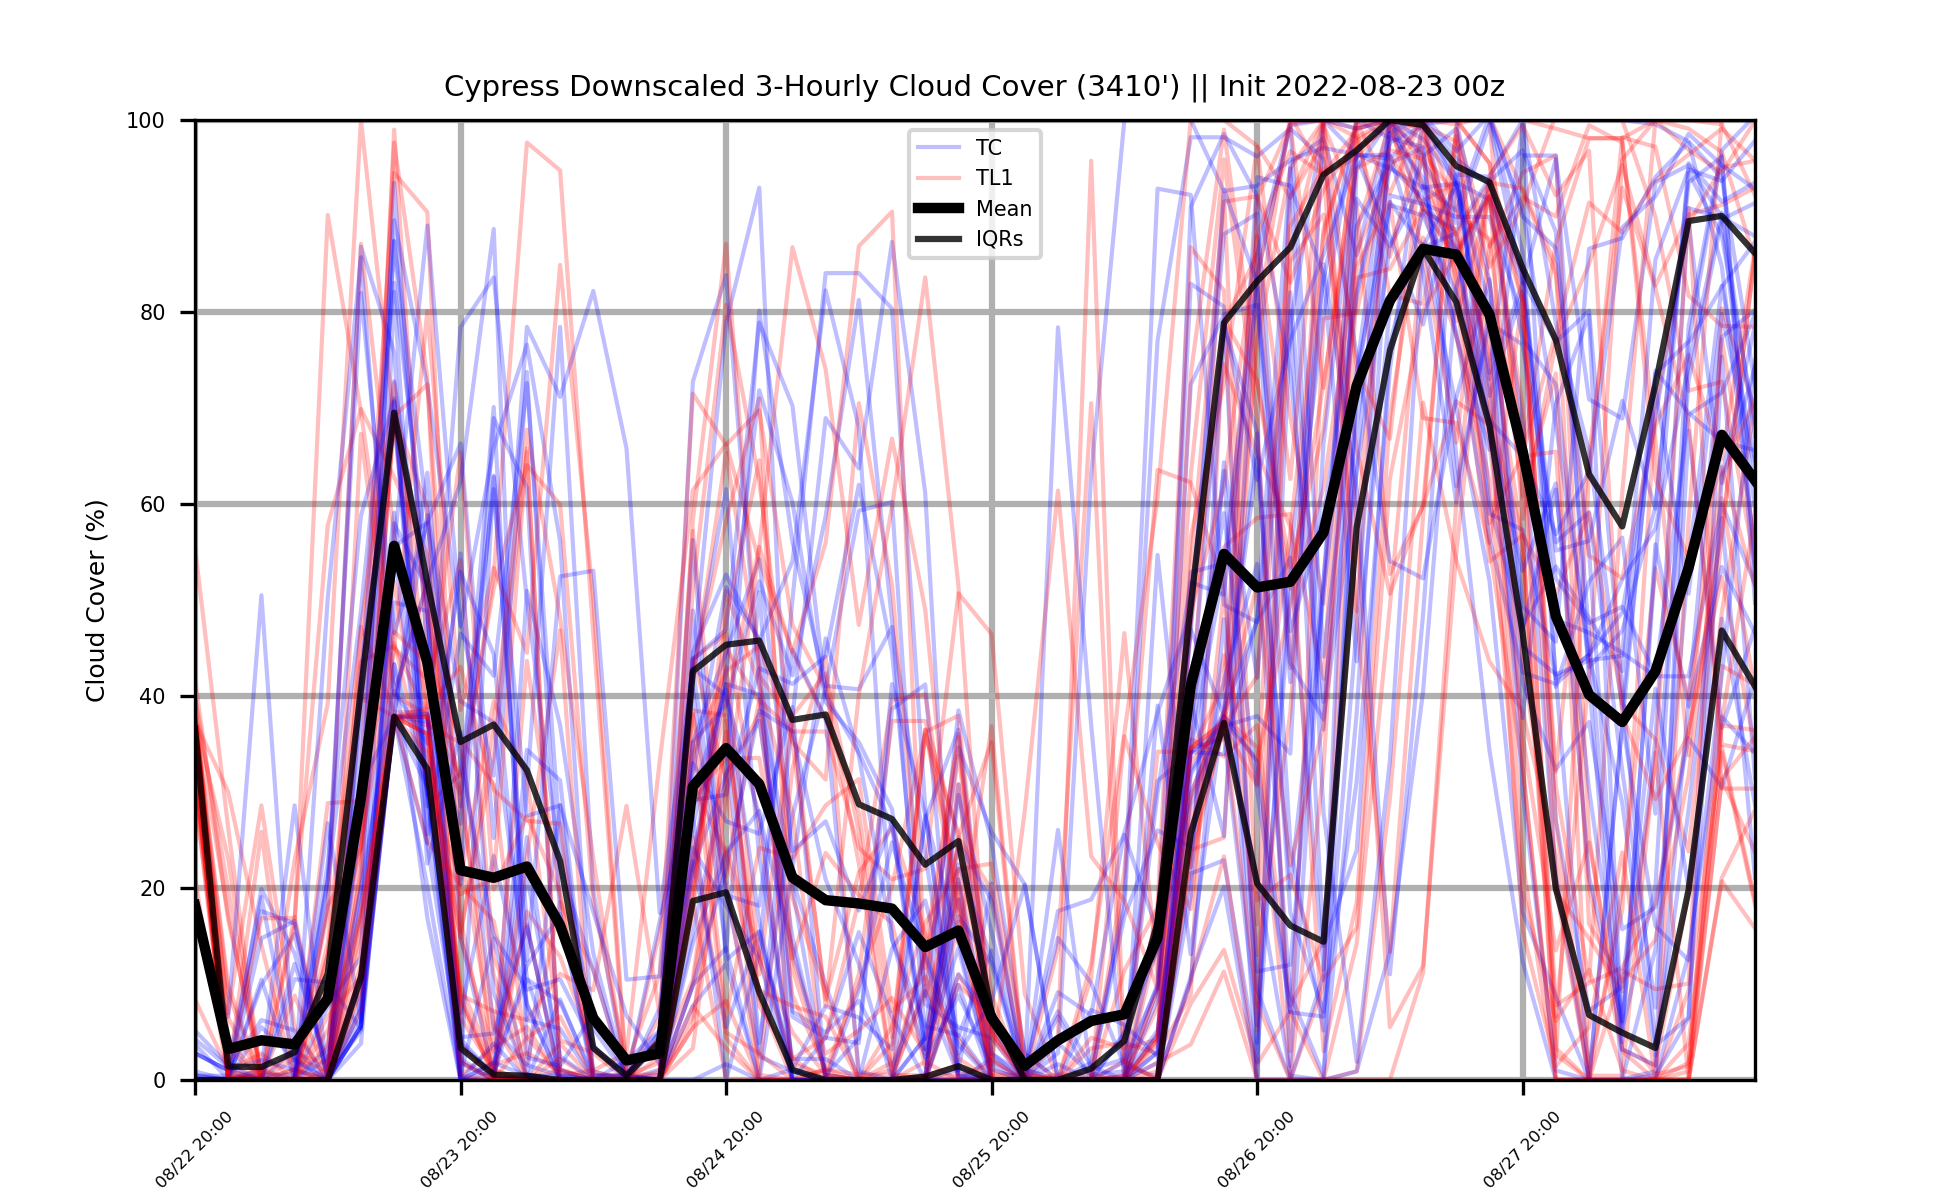 Cypress Downscaled 3-Hourly Cloud Cover (3410') || Init 2022-08-23 00z
TC
TL1
Mean
IQRs
Cloud Cover (%)
100
80
60
40
20
0
08/22 20:00
08/23 20:00
08/24 20:00
08/25 20:00
08/26 20:00
08/27 20:00